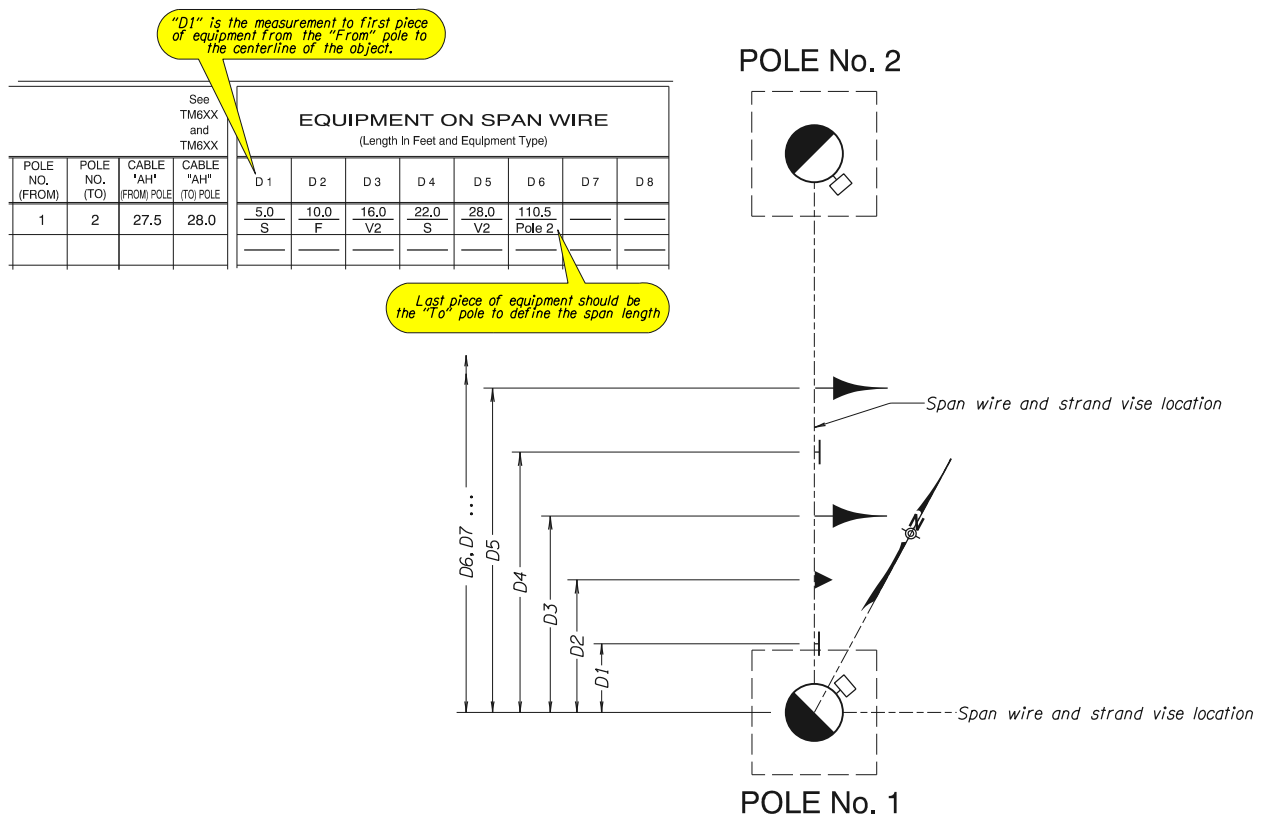 "D1" is the measurement to first piece
of equipment from the "From" pole to
the centerline of the object.
POLE No. 2
See
TM6XX
and
TM6XX
EQUIPMENT ON SPAN WIRE
(Length In Feet and Equipment Type)
POLE NO. (FROM) POLE NO. (TO) CABLE "AH" (FROM) POLE CABLE "AH" (TO) POLE D 1 D 2 D 3 D 4 D 5 D 6 D 7 D 8
1 2 27.5 28.0 5.0 10.0 16.0 22.0 28.0 110.5
S F V2 S V2 Pole 2
Last piece of equipment should be
the "To" pole to define the span length
Span wire and strand vise location
D6, D7 ...
D5
D4
D3
D2
D1
N
Span wire and strand vise location
POLE No. 1